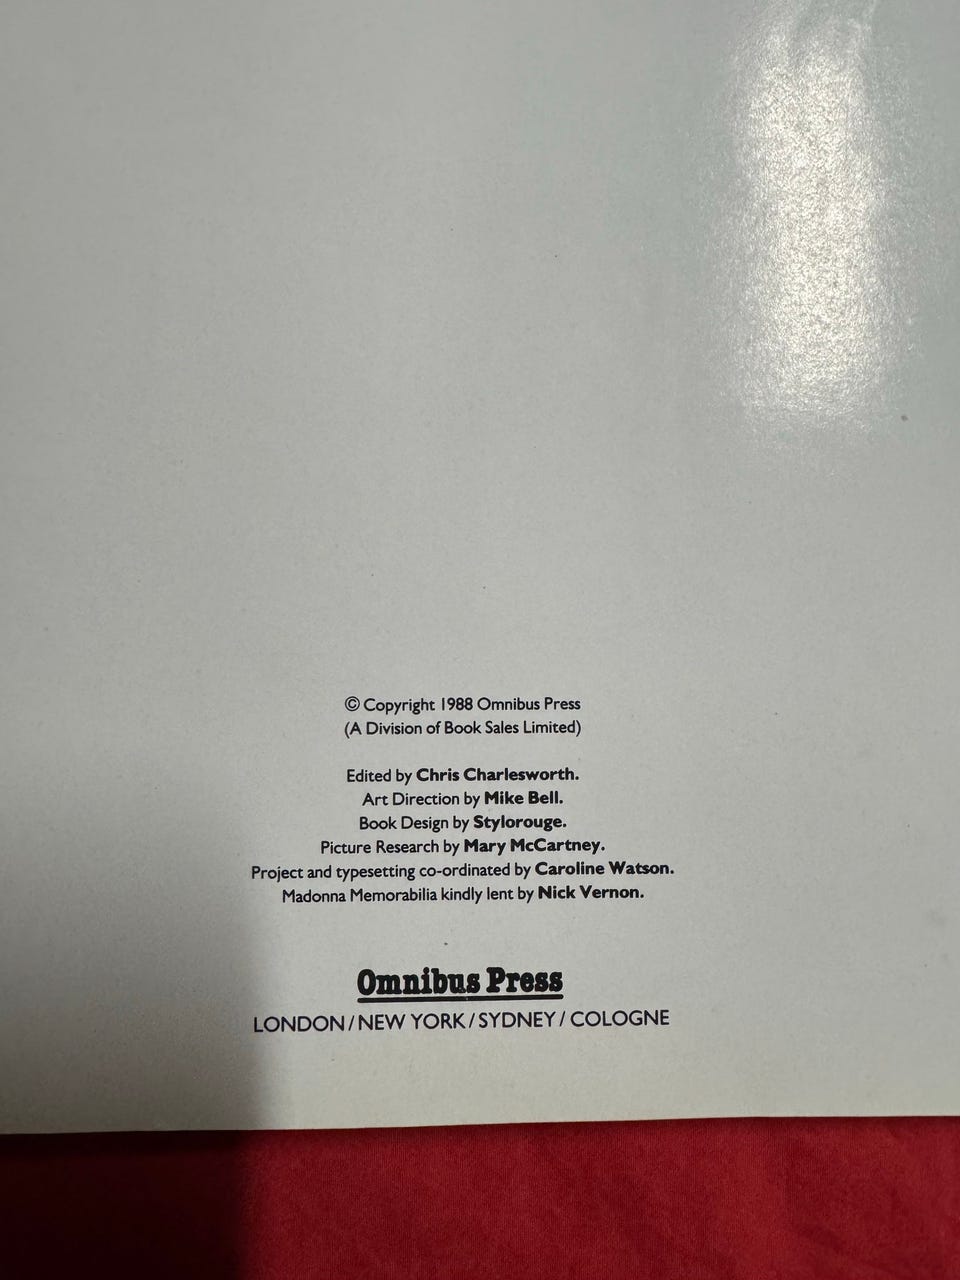 © Copyright 1988 Omnibus Press
(A Division of Book Sales Limited)
Edited by Chris Charlesworth.
Art Direction by Mike Bell.
Book Design by Stylorouge.
Picture Research by Mary McCartney.
Project and typesetting co-ordinated by Caroline Watson.
Madonna Memorabilia kindly lent by Nick Vernon.
Omnibus Press
LONDON/NEW YORK/SYDNEY/COLOGNE